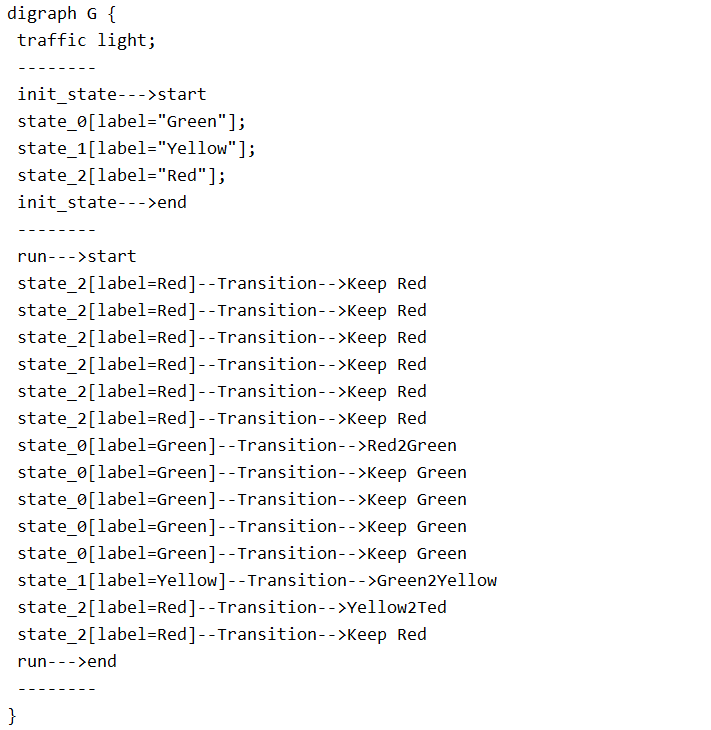 digraph G {
traffic light;
--------
init_state--->start
state_0[label="Green"];
state_1[label="Yellow"];
state_2[label="Red"];
init_state--->end
--------
run--->start
state_2[label=Red]--Transition-->Keep Red
state_2[label=Red]--Transition-->Keep Red
state_2[label=Red]--Transition-->Keep Red
state_2[label=Red]--Transition-->Keep Red
state_2[label=Red]--Transition-->Keep Red
state_2[label=Red]--Transition-->Keep Red
state_0[label=Green]--Transition-->Red2Green
state_0[label=Green]--Transition-->Keep Green
state_0[label=Green]--Transition-->Keep Green
state_0[label=Green]--Transition-->Keep Green
state_0[label=Green]--Transition-->Keep Green
state_1[label=Yellow]--Transition-->Green2Yellow
state_2[label=Red]--Transition-->Yellow2Ted
state_2[label=Red]--Transition-->Keep Red
run--->end
--------
}